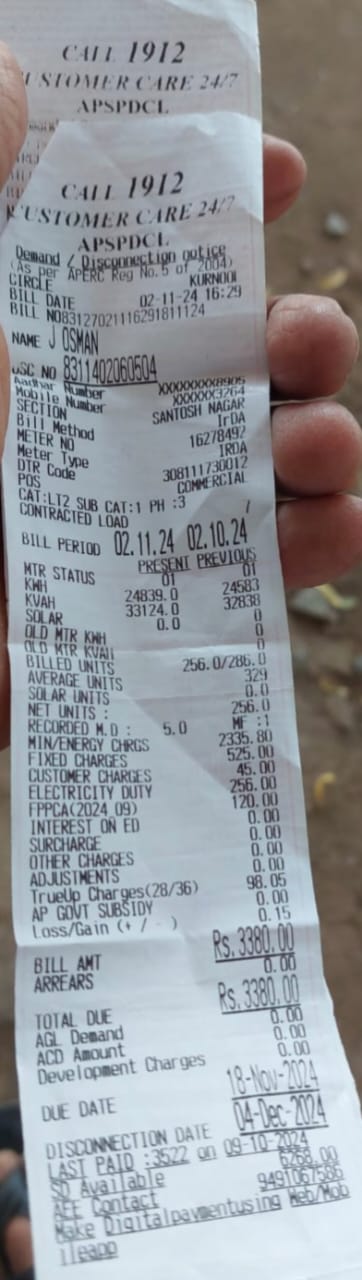 CALL 1912
CUSTOMER CARE 24/7
APSPDCL
CALL 1912
CUSTOMER CARE 24/7
APSPDCL
Demand / Disconnection notice
(As per APERC Reg No.5 of 2004)
CIRCLE KURNOOL
BILL DATE 02-11-24 16:29
BILL NO83127021116291811124
NAME J OSMAN
USC NO 8311402060504
Aadhar Number XXXXXXXX8906
Mobile Number XXXXXX3264
SECTION SANTOSH NAGAR
Bill Method IrDA
METER NO 16278492
Meter Type IRDA
DTR Code 308111730012
POS COMMERCIAL
CAT:LT2 SUB CAT:1 PH :3
CONTRACTED LOAD 7
BILL PERIOD 02.11.24 02.10.24
PRESENT PREVIOUS
MTR STATUS 01 01
KWH 24839.0 24583
KVAH 33124.0 32838
SOLAR 0.0 0
OLD MTR KWH 0
OLD MTR KVAH 0
BILLED UNITS 256.0/286.0
AVERAGE UNITS 329
SOLAR UNITS 0.0
NET UNITS : 256.0
RECORDED M.D : 5.0 MF :1
MIN/ENERGY CHRGS 2335.80
FIXED CHARGES 525.00
CUSTOMER CHARGES 45.00
ELECTRICITY DUTY 256.00
FPPCA(2024_09) 120.00
INTEREST ON ED 0.00
SURCHARGE 0.00
OTHER CHARGES 0.00
ADJUSTMENTS 0.00
TrueUp Charges(28/36) 98.05
AP GOVT SUBSIDY 0.00
Loss/Gain (+ / - ) 0.15
BILL AMT Rs.3380.00
ARREARS 0.00
TOTAL DUE Rs.3380.00
AGL Demand 0.00
ACD Amount 0.00
Development Charges 0.00
DUE DATE 18-Nov-2024
DISCONNECTION DATE 04-Dec-2024
LAST PAID :3522 on 09-10-2024
SD Available 6268.00
AEE Contact 9491067506
Make Digitalpaymentusing Web/Mob
ileapp